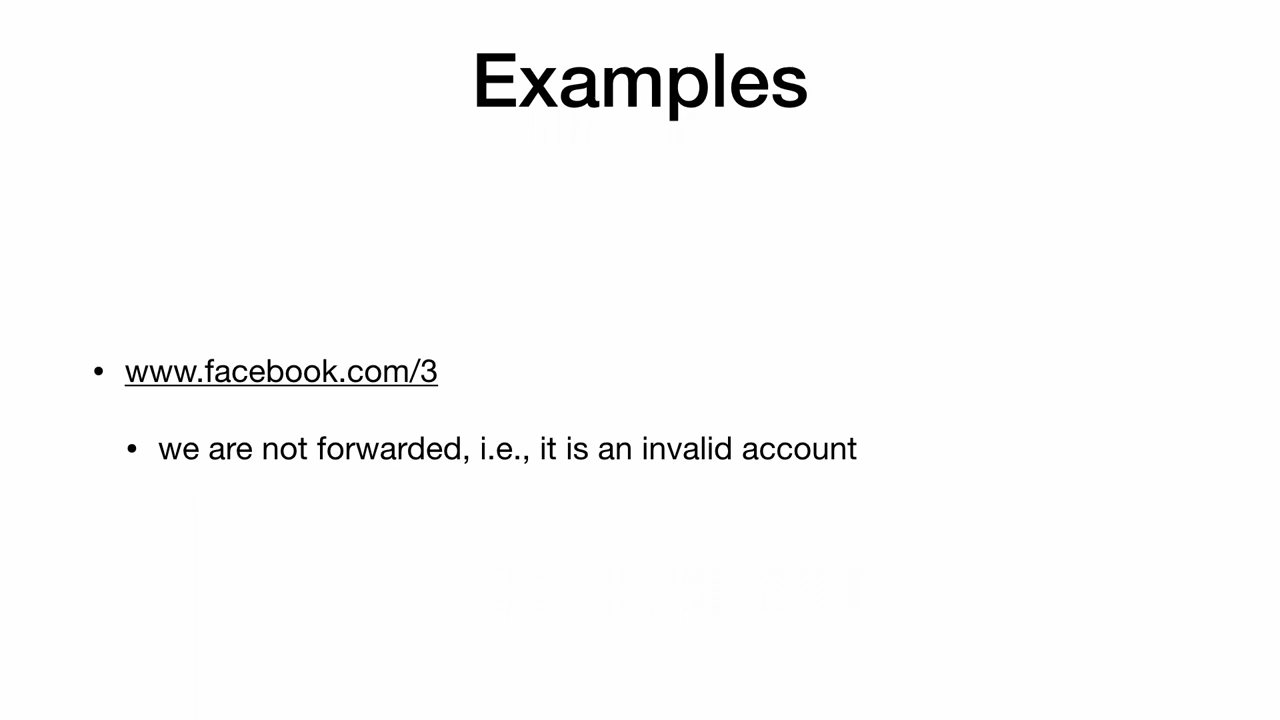 Examples
• www.facebook.com/3
• we are not forwarded, i.e., it is an invalid account